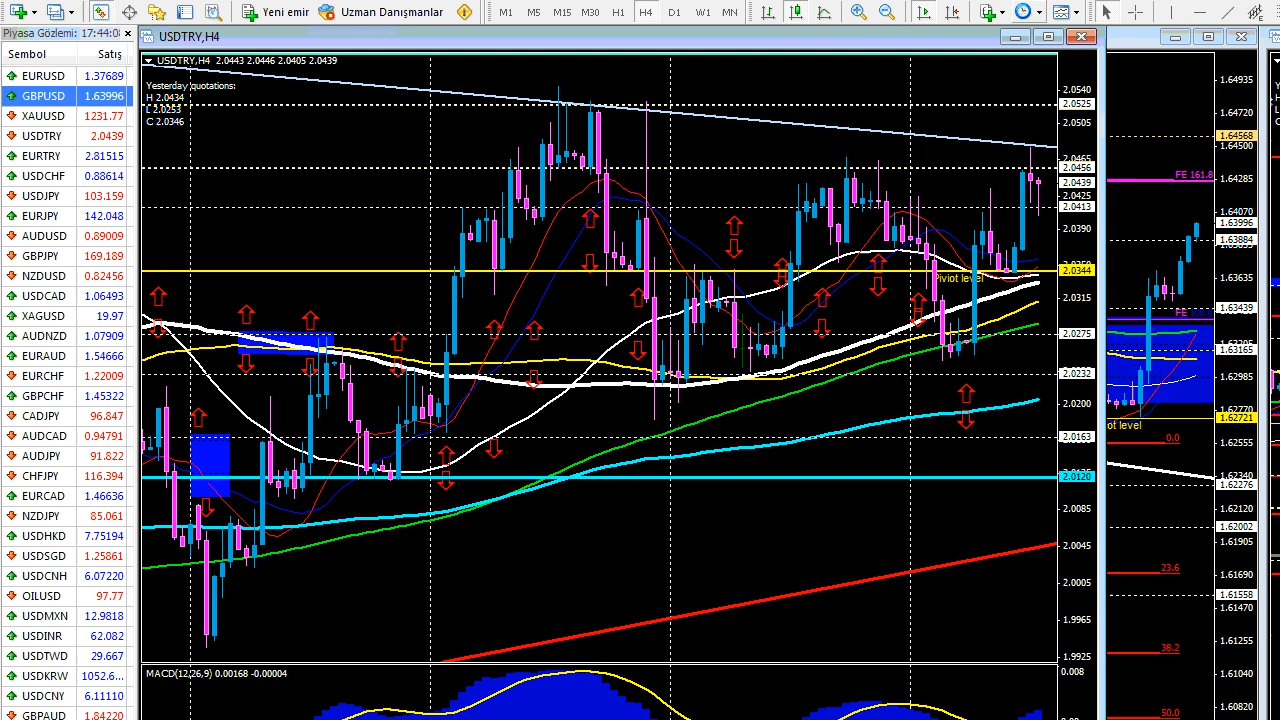 Yeni emir
Uzman Danışmanlar
M1 M5 M15 M30 H1 H4 D1 W1 MN
Piyasa Gözlemi: 17:44:08
Sembol Satış
EURUSD 1.37689
GBPUSD 1.63996
XAUUSD 1231.77
USDTRY 2.0439
EURTRY 2.81515
USDCHF 0.88614
USDJPY 103.159
EURJPY 142.048
AUDUSD 0.89009
GBPJPY 169.189
NZDUSD 0.82456
USDCAD 1.06493
XAGUSD 19.97
AUDNZD 1.07909
EURAUD 1.54666
EURCHF 1.22009
GBPCHF 1.45322
CADJPY 96.847
AUDCAD 0.94791
AUDJPY 91.822
CHFJPY 116.394
EURCAD 1.46636
NZDJPY 85.061
USDHKD 7.75194
USDSGD 1.25861
USDCNH 6.07220
OILUSD 97.77
USDMXN 12.9818
USDINR 62.082
USDTWD 29.667
USDKRW 1052.6...
USDCNY 6.11110
GBPAUD 1.84220
USDTRY,H4
USDTRY,H4 2.0443 2.0446 2.0405 2.0439
Yesterday quotations:
H 2.0434
L 2.0253
C 2.0346
Piviot level
2.0540
2.0525
2.0505
2.0465
2.0456
2.0439
2.0413
2.0390
2.0344
2.0315
2.0275
2.0232
2.0200
2.0163
2.0120
2.0085
2.0045
2.0005
1.9965
1.9925
MACD(12,26,9) 0.00168 -0.00004
0.008
FE 161.8
ot level
0.0
23.6
38.2
50.0
1.64935
1.64720
1.64568
1.64500
1.64285
1.64070
1.63996
1.63884
1.63635
1.63439
1.63165
1.62985
1.62770
1.62721
1.62555
1.62276
1.62120
1.62002
1.61905
1.61690
1.61558
1.61470
1.61255
1.61040
1.60820